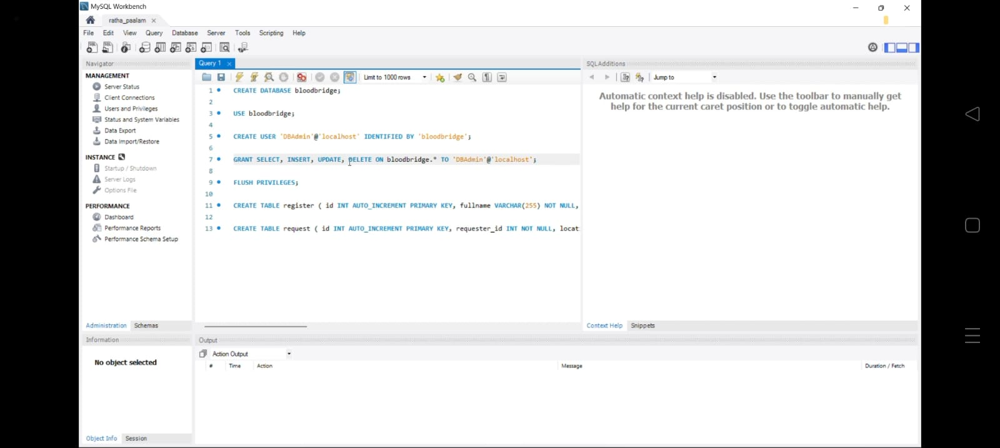 MySQL Workbench
ratha_paalam
File Edit View Query Database Server Tools Scripting Help
Navigator
MANAGEMENT
Server Status
Client Connections
Users and Privileges
Status and System Variables
Data Export
Data Import/Restore
INSTANCE
Startup / Shutdown
Server Logs
Options File
PERFORMANCE
Dashboard
Performance Reports
Performance Schema Setup
Administration Schemas
Information
No object selected
Object Info Session
Query 1
Limit to 1000 rows
1 CREATE DATABASE bloodbridge;
2
3 USE bloodbridge;
4
5 CREATE USER 'DBAdmin'@'localhost' IDENTIFIED BY 'bloodbridge';
6
7 GRANT SELECT, INSERT, UPDATE, DELETE ON bloodbridge.* TO 'DBAdmin'@'localhost';
8
9 FLUSH PRIVILEGES;
10
11 CREATE TABLE register ( id INT AUTO_INCREMENT PRIMARY KEY, fullname VARCHAR(255) NOT NULL,
12
13 CREATE TABLE request ( id INT AUTO_INCREMENT PRIMARY KEY, requester_id INT NOT NULL, locat
SQLAdditions
Jump to
Automatic context help is disabled. Use the toolbar to manually get
help for the current caret position or to toggle automatic help.
Context Help Snippets
Output
Action Output
# Time Action Message Duration / Fetch